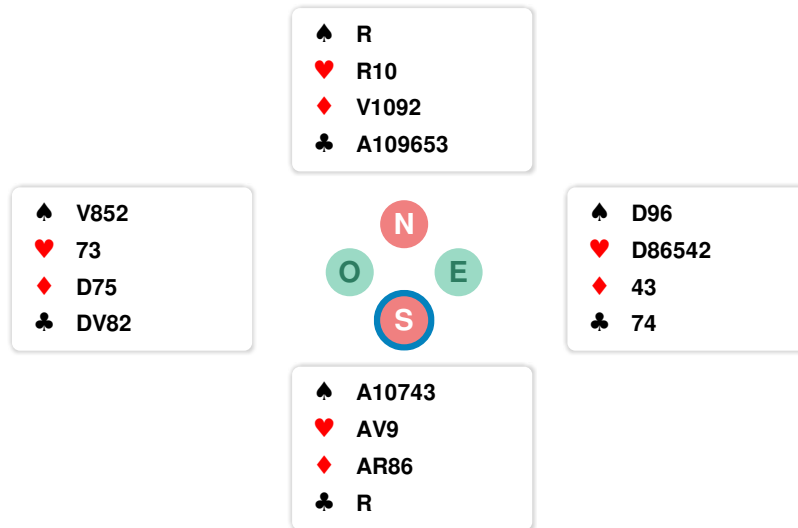 ♠ R
♥ R10
♦ V1092
♣ A109653
♠ V852
♥ 73
♦ D75
♣ DV82
N
O E
S
♠ D96
♥ D86542
♦ 43
♣ 74
♠ A10743
♥ AV9
♦ AR86
♣ R